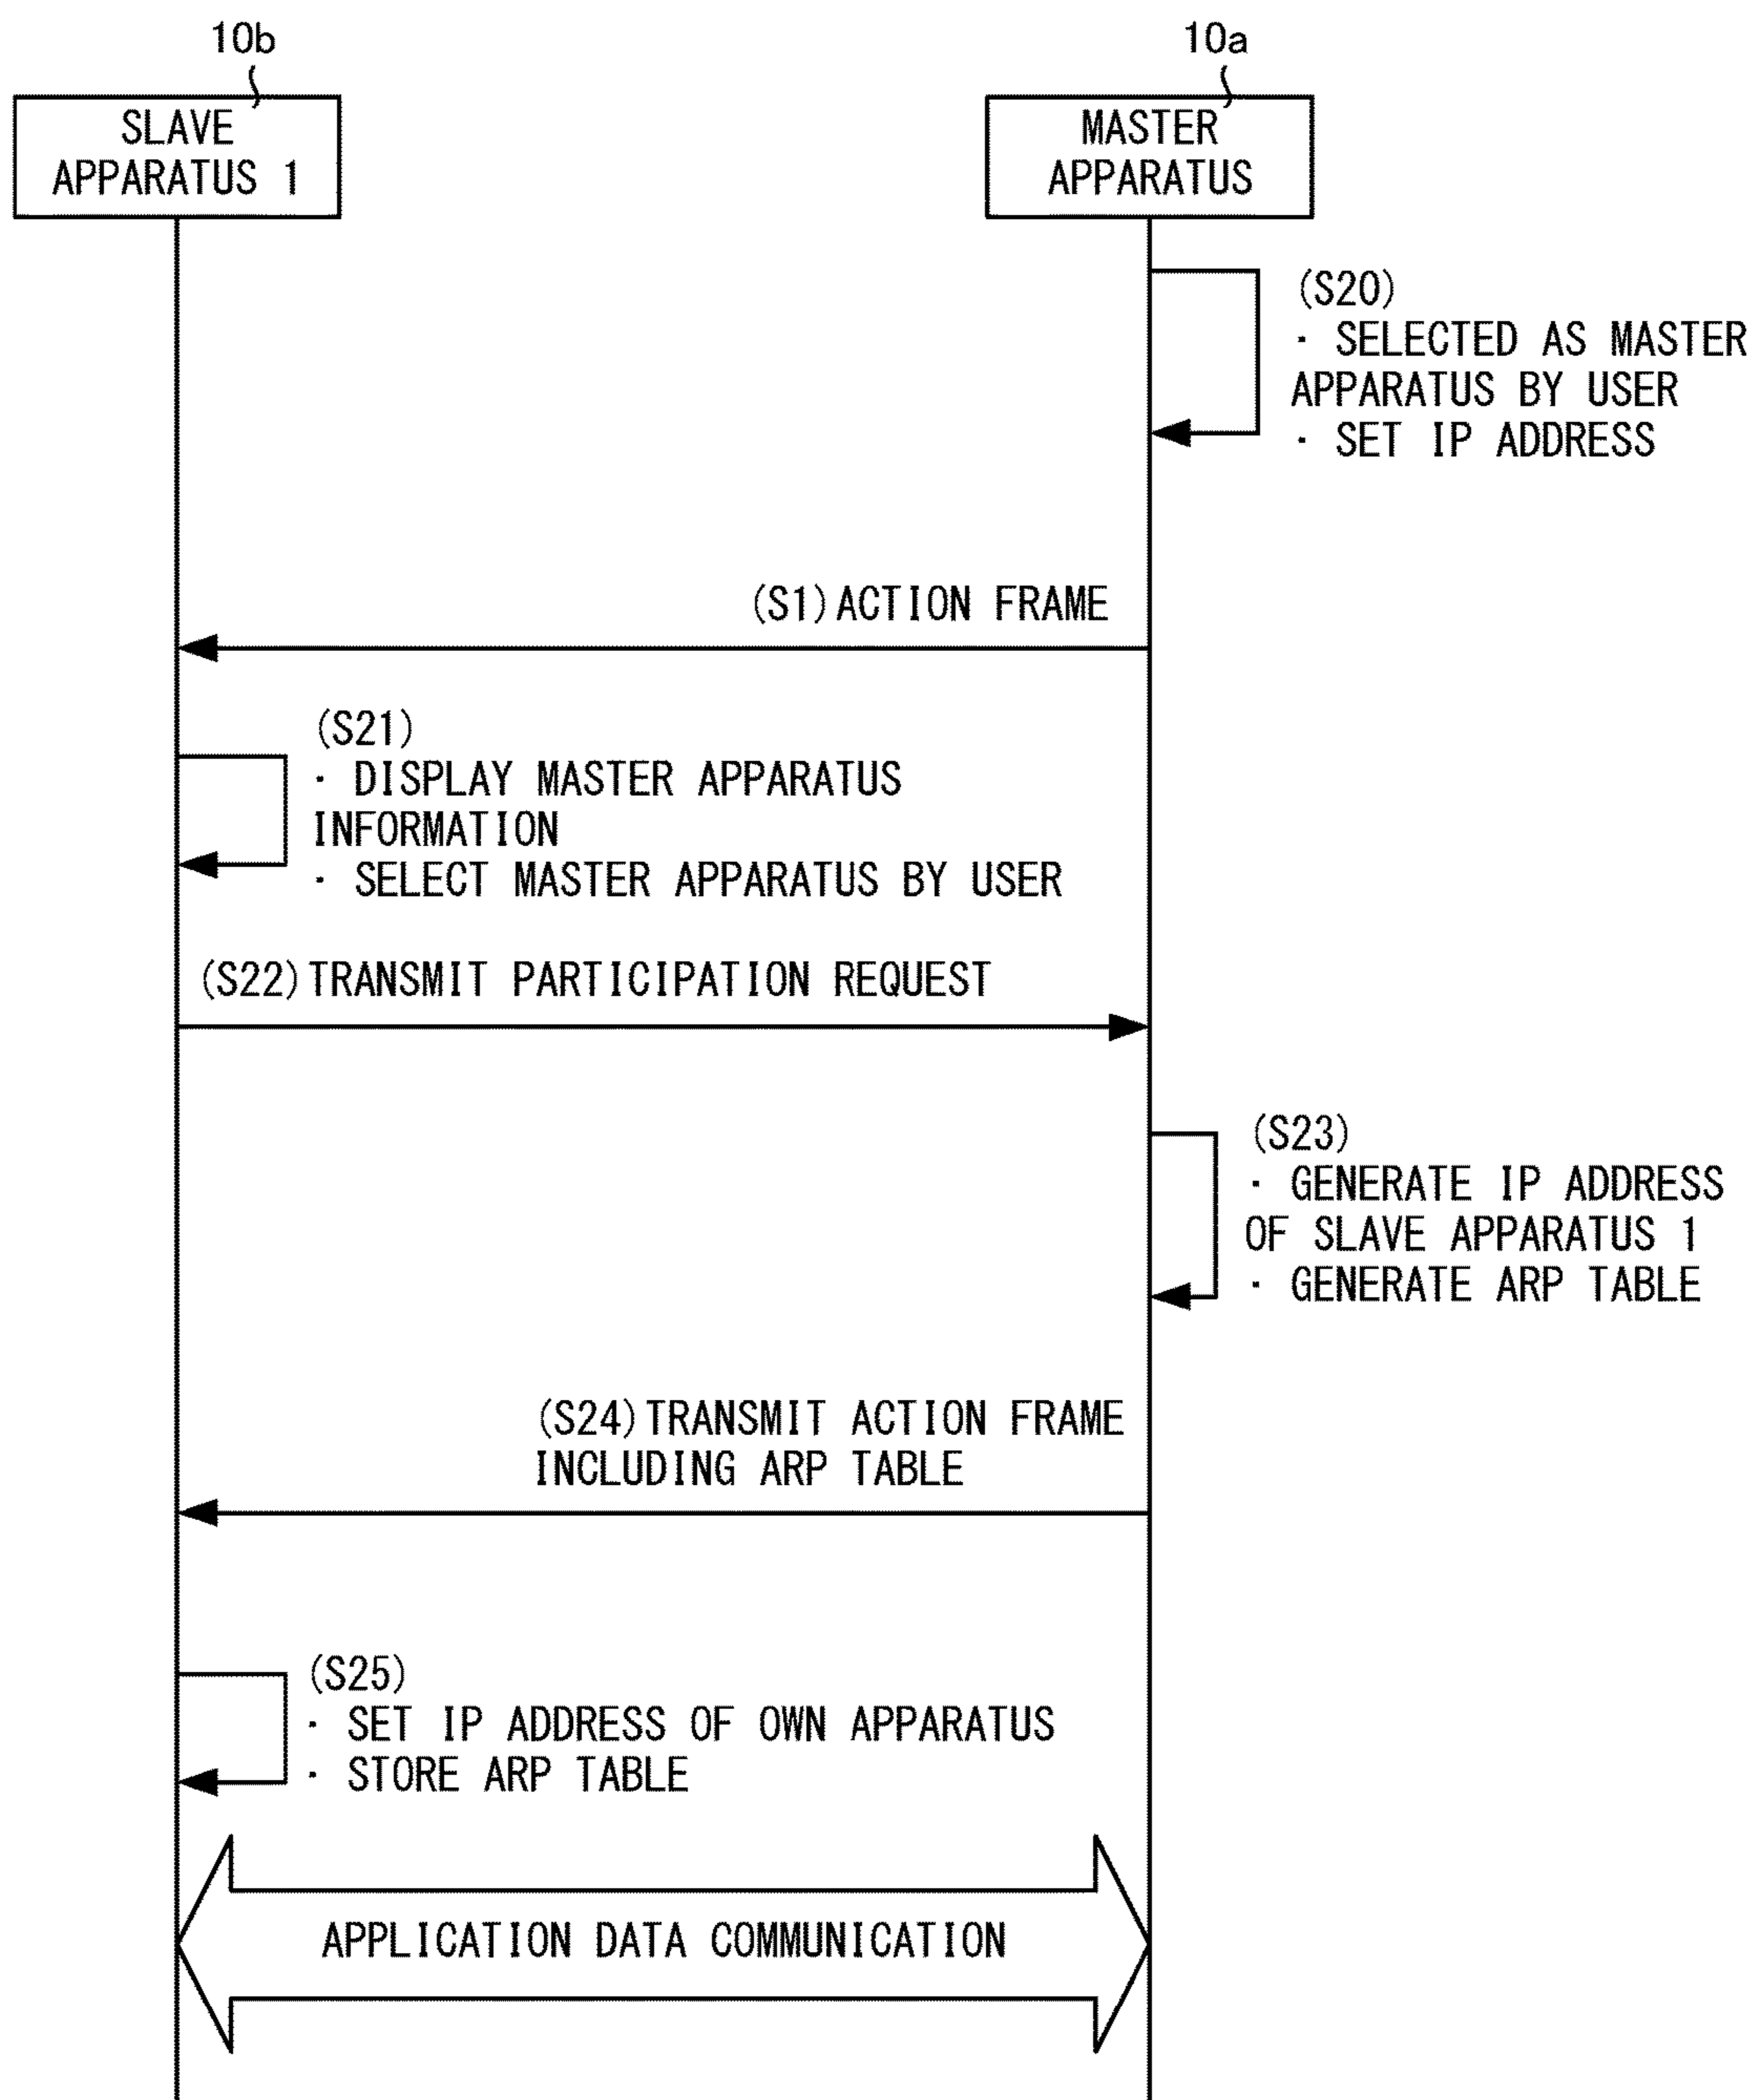 10b
10a
SLAVE
APPARATUS 1
MASTER
APPARATUS
(S20)
· SELECTED AS MASTER
APPARATUS BY USER
· SET IP ADDRESS
(S1)ACTION FRAME
(S21)
· DISPLAY MASTER APPARATUS
INFORMATION
· SELECT MASTER APPARATUS BY USER
(S22)TRANSMIT PARTICIPATION REQUEST
(S23)
· GENERATE IP ADDRESS
OF SLAVE APPARATUS 1
· GENERATE ARP TABLE
(S24)TRANSMIT ACTION FRAME
INCLUDING ARP TABLE
(S25)
· SET IP ADDRESS OF OWN APPARATUS
· STORE ARP TABLE
APPLICATION DATA COMMUNICATION